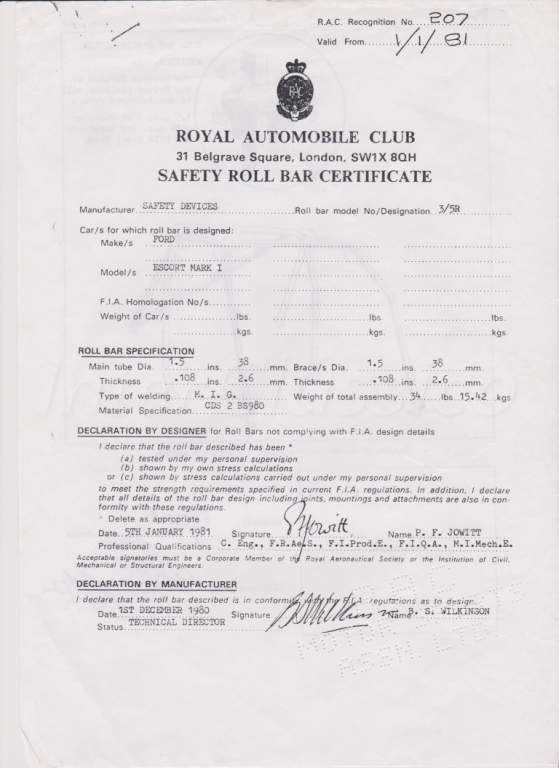 R.A.C. Recognition No. 207
Valid From 1/1/81
RAC
ROYAL AUTOMOBILE CLUB
31 Belgrave Square, London, SW1X 8QH
SAFETY ROLL BAR CERTIFICATE
Manufacturer SAFETY DEVICES Roll bar model No/Designation 3/5R
Car/s for which roll bar is designed:
Make/s FORD
Model/s ESCORT MARK I
F.I.A. Homologation No/s.
Weight of Car/s lbs. lbs. lbs.
kgs. kgs. kgs
ROLL BAR SPECIFICATION
Main tube Dia. 1.5 ins. 38 mm. Brace/s Dia. 1.5 ins. 38 mm.
Thickness .108 ins. 2.6 mm. Thickness .108 ins. 2.6 mm.
Type of welding M. I. G. Weight of total assembly 34 lbs 15.42 kgs
Material Specification CDS 2 BS980
DECLARATION BY DESIGNER for Roll Bars not complying with F.I.A. design details
I declare that the roll bar described has been *
(a) tested under my personal supervision
(b) shown by my own stress calculations
or (c) shown by stress calculations carried out under my personal supervision
to meet the strength requirements specified in current F.I.A. regulations. In addition, I declare
that all details of the roll bar design including joints, mountings and attachments are also in con-
formity with these regulations.
* Delete as appropriate
Date 5TH JANUARY 1981 Signature P Jowitt Name P. F. JOWITT
Professional Qualifications C. Eng., F.R.Ae.S., F.I.Prod.E., F.I.Q.A., M.I.Mech.E.
Acceptable signatories must be a Corporate Member of the Royal Aeronautical Society or the Institution of Civil,
Mechanical or Structural Engineers.
DECLARATION BY MANUFACTURER
I declare that the roll bar described is in conformity F.I.A. regulations as to design.
Date 1ST DECEMBER 1980 Signature B S Wilkinson Name B. S. WILKINSON
Status TECHNICAL DIRECTOR